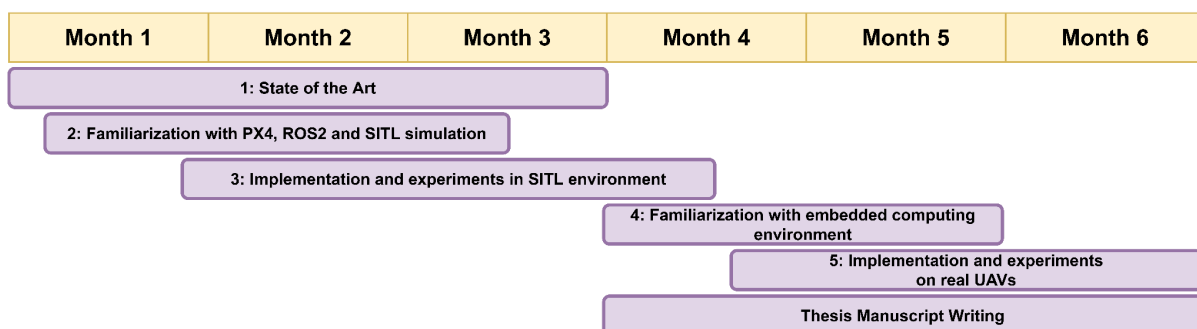 Month 1
Month 2
Month 3
Month 4
Month 5
Month 6
1: State of the Art
2: Familiarization with PX4, ROS2 and SITL simulation
3: Implementation and experiments in SITL environment
4: Familiarization with embedded computing
environment
5: Implementation and experiments
on real UAVs
Thesis Manuscript Writing